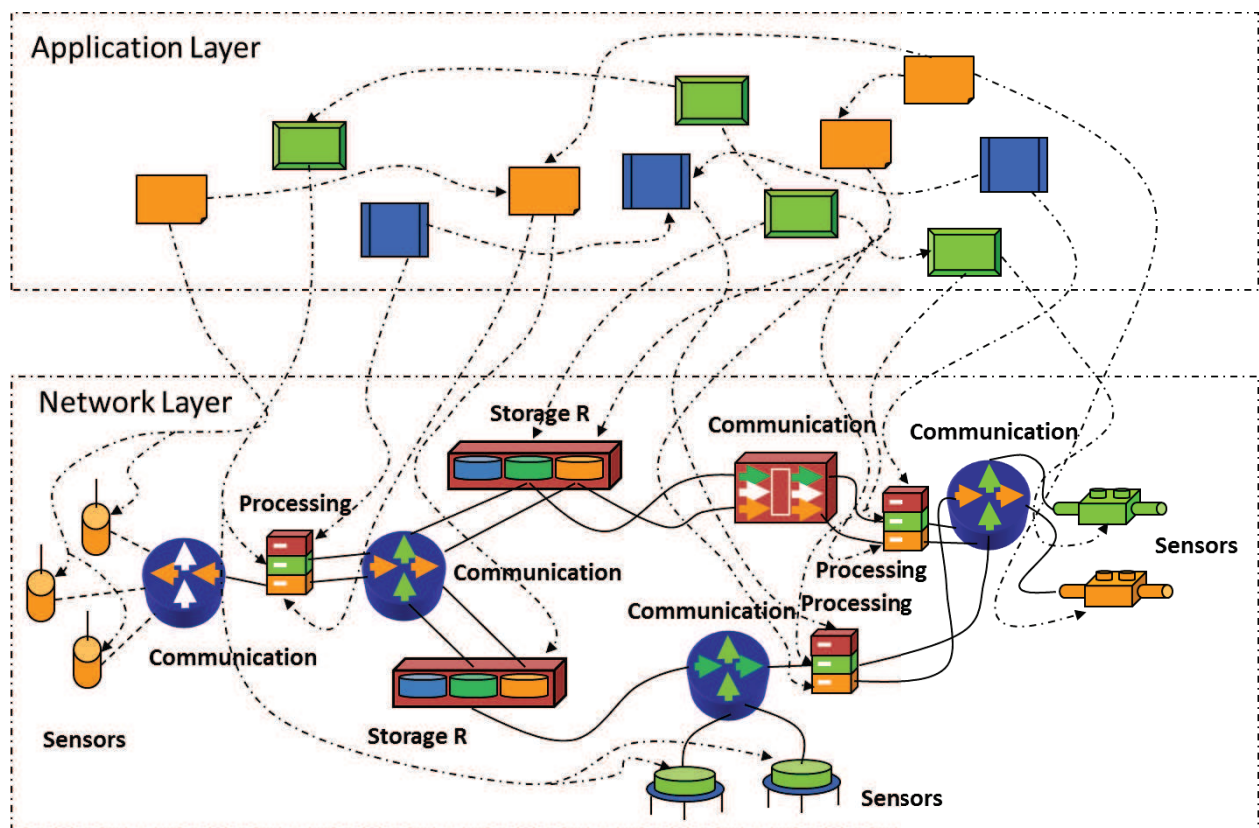 Application Layer
Network Layer
Storage R
Communication
Communication
Processing
Sensors
Communication
Processing
Communication
Processing
Communication
Storage R
Sensors
Sensors